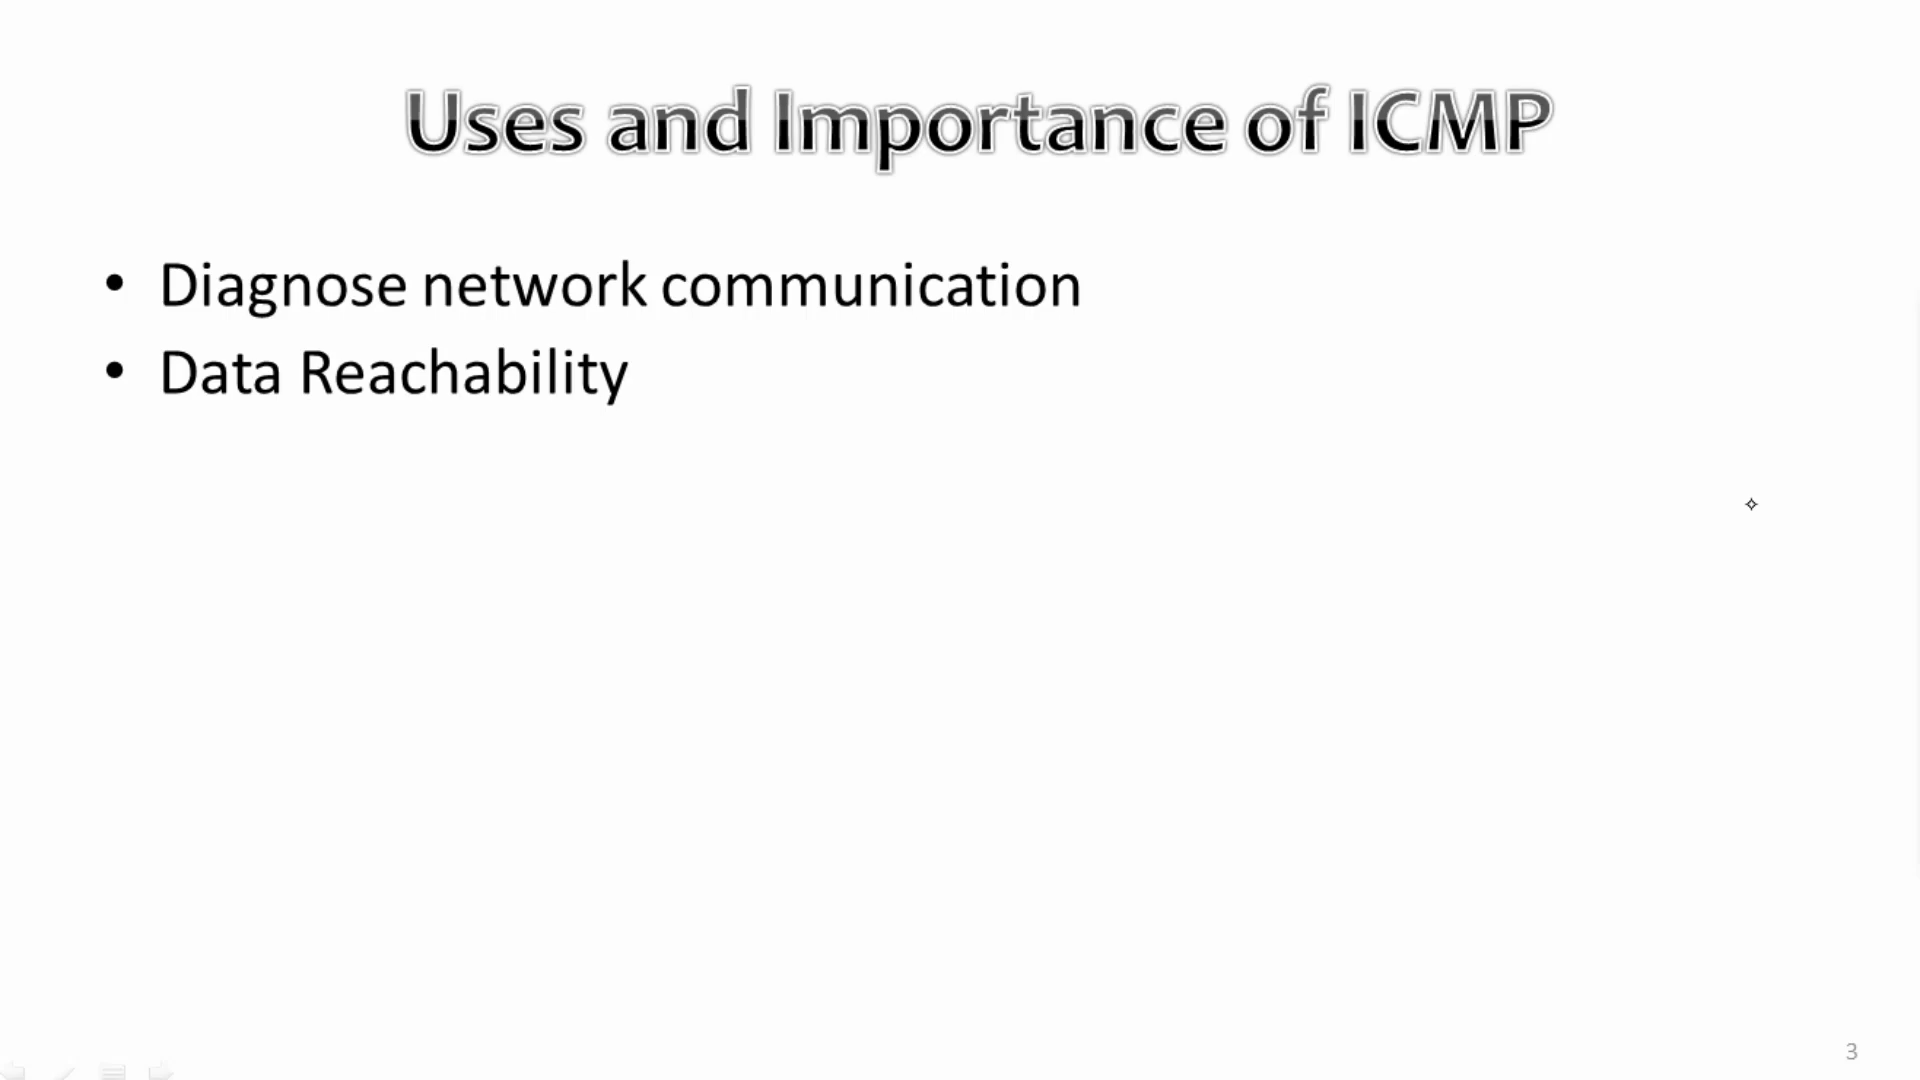 Uses and Importance of ICMP
• Diagnose network communication
• Data Reachability
3